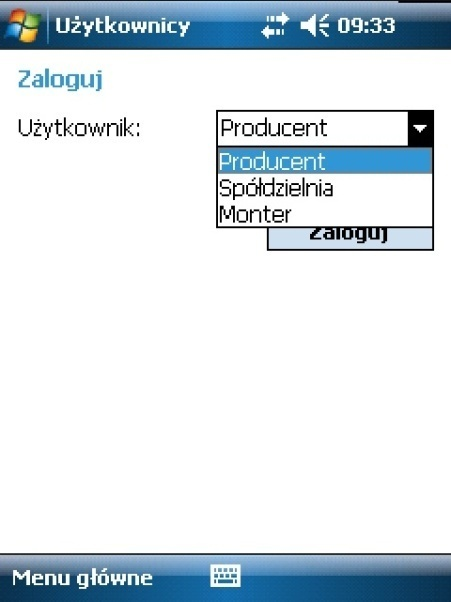 Użytkownicy 09:33
Zaloguj
Użytkownik: Producent
Producent
Spółdzielnia
Monter
Zaloguj
Menu główne